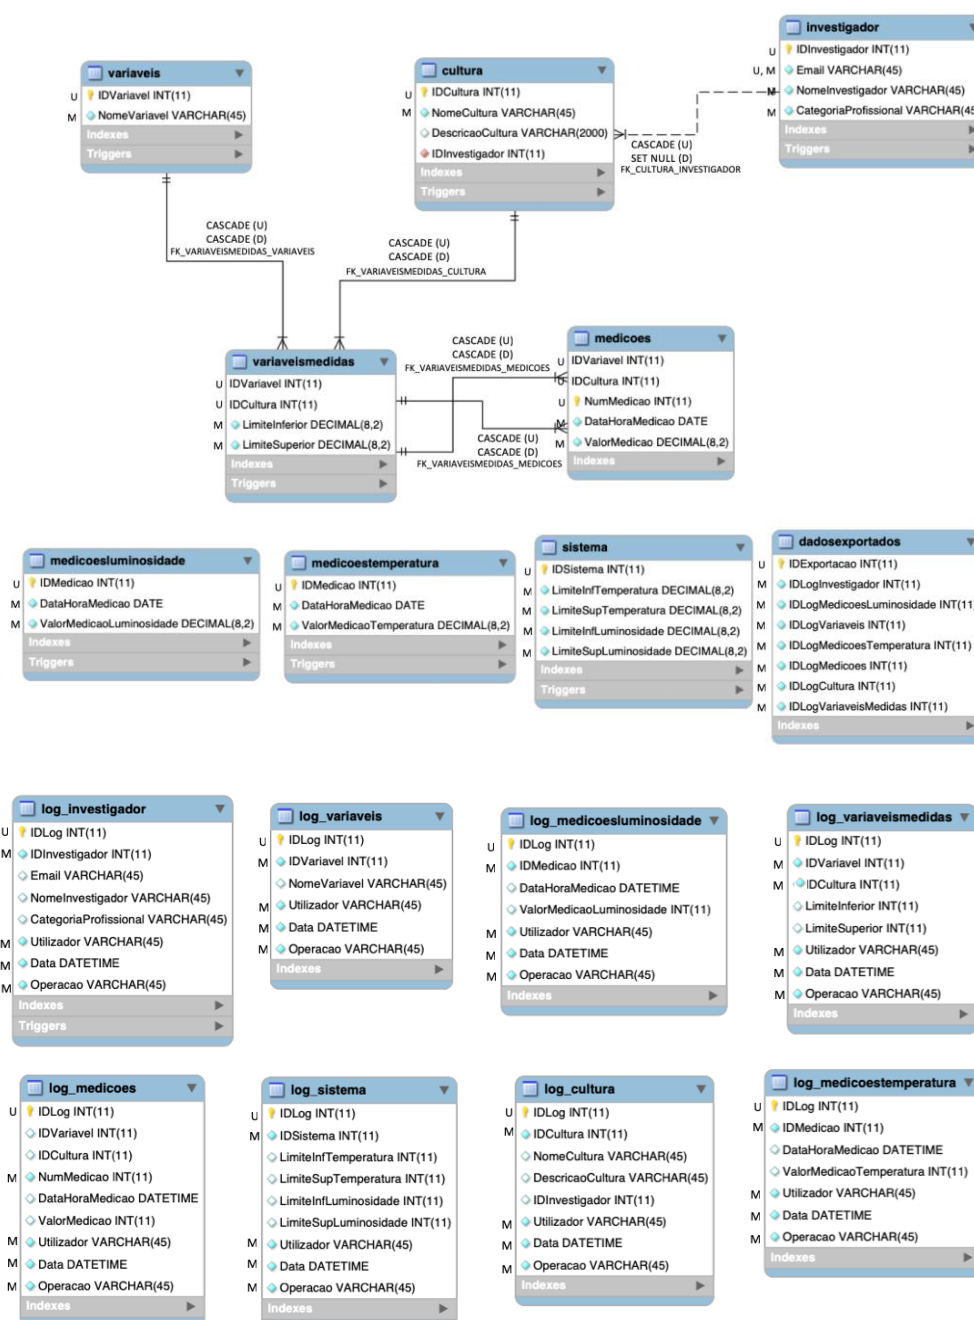 investigador
U IDInvestigador INT(11)
U, M Email VARCHAR(45)
M NomeInvestigador VARCHAR(45)
M CategoriaProfissional VARCHAR(45
Indexes
Triggers
variaveis
U IDVariavel INT(11)
M NomeVariavel VARCHAR(45)
Indexes
Triggers
cultura
U IDCultura INT(11)
M NomeCultura VARCHAR(45)
DescricaoCultura VARCHAR(2000)
IDInvestigador INT(11)
Indexes
Triggers
CASCADE (U)
SET NULL (D)
FK_CULTURA_INVESTIGADOR
CASCADE (U)
CASCADE (D)
FK_VARIAVEISMEDIDAS_VARIAVEIS
CASCADE (U)
CASCADE (D)
FK_VARIAVEISMEDIDAS_CULTURA
variaveismedidas
U IDVariavel INT(11)
U IDCultura INT(11)
M LimiteInferior DECIMAL(8,2)
M LimiteSuperior DECIMAL(8,2)
Indexes
Triggers
CASCADE (U)
CASCADE (D)
FK_VARIAVEISMEDIDAS_MEDICOES
CASCADE (U)
CASCADE (D)
FK_VARIAVEISMEDIDAS_MEDICOES
medicoes
U IDVariavel INT(11)
U IDCultura INT(11)
U NumMedicao INT(11)
M DataHoraMedicao DATE
M ValorMedicao DECIMAL(8,2)
Indexes
medicoesluminosidade
U IDMedicao INT(11)
M DataHoraMedicao DATE
M ValorMedicaoLuminosidade DECIMAL(8,2)
Indexes
Triggers
medicoestemperatura
U IDMedicao INT(11)
M DataHoraMedicao DATE
M ValorMedicaoTemperatura DECIMAL(8,2)
Indexes
Triggers
sistema
U IDSistema INT(11)
M LimiteInfTemperatura DECIMAL(8,2)
M LimiteSupTemperatura DECIMAL(8,2)
M LimiteInfLuminosidade DECIMAL(8,2)
M LimiteSupLuminosidade DECIMAL(8,2)
Indexes
Triggers
dadosexportados
U IDExportacao INT(11)
M IDLogInvestigador INT(11)
M IDLogMedicoesLuminosidade INT(11)
M IDLogVariaveis INT(11)
M IDLogMedicoesTemperatura INT(11)
M IDLogMedicoes INT(11)
M IDLogCultura INT(11)
M IDLogVariaveisMedidas INT(11)
Indexes
log_investigador
U IDLog INT(11)
M IDInvestigador INT(11)
Email VARCHAR(45)
NomeInvestigador VARCHAR(45)
CategoriaProfissional VARCHAR(45)
M Utilizador VARCHAR(45)
M Data DATETIME
M Operacao VARCHAR(45)
Indexes
Triggers
log_variaveis
U IDLog INT(11)
M IDVariavel INT(11)
NomeVariavel VARCHAR(45)
M Utilizador VARCHAR(45)
M Data DATETIME
M Operacao VARCHAR(45)
Indexes
log_medicoesluminosidade
U IDLog INT(11)
M IDMedicao INT(11)
DataHoraMedicao DATETIME
ValorMedicaoLuminosidade INT(11)
M Utilizador VARCHAR(45)
M Data DATETIME
M Operacao VARCHAR(45)
Indexes
log_variaveismedidas
U IDLog INT(11)
M IDVariavel INT(11)
M IDCultura INT(11)
LimiteInferior INT(11)
LimiteSuperior INT(11)
M Utilizador VARCHAR(45)
M Data DATETIME
M Operacao VARCHAR(45)
Indexes
log_medicoes
U IDLog INT(11)
IDVariavel INT(11)
IDCultura INT(11)
M NumMedicao INT(11)
DataHoraMedicao DATETIME
ValorMedicao INT(11)
M Utilizador VARCHAR(45)
M Data DATETIME
M Operacao VARCHAR(45)
Indexes
log_sistema
U IDLog INT(11)
M IDSistema INT(11)
LimiteInfTemperatura INT(11)
LimiteSupTemperatura INT(11)
LimiteInfLuminosidade INT(11)
LimiteSupLuminosidade INT(11)
M Utilizador VARCHAR(45)
M Data DATETIME
M Operacao VARCHAR(45)
Indexes
log_cultura
U IDLog INT(11)
M IDCultura INT(11)
NomeCultura VARCHAR(45)
DescricaoCultura VARCHAR(45)
IDInvestigador INT(11)
M Utilizador VARCHAR(45)
M Data DATETIME
M Operacao VARCHAR(45)
Indexes
log_medicoestemperatura
U IDLog INT(11)
M IDMedicao INT(11)
DataHoraMedicao DATETIME
ValorMedicaoTemperatura INT(11)
M Utilizador VARCHAR(45)
M Data DATETIME
M Operacao VARCHAR(45)
Indexes